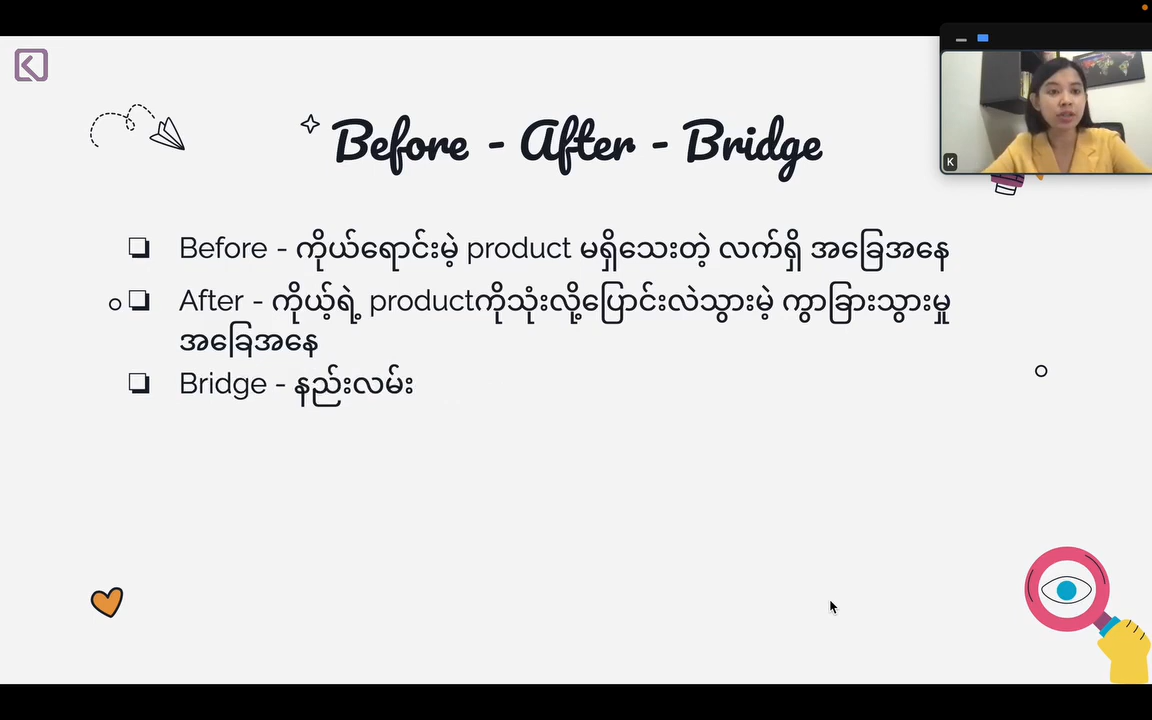 Before - After - Bridge
❏ Before - ကိုယ်ရောင်းမဲ့ product မရှိသေးတဲ့ လက်ရှိ အခြေအနေ
❏ After - ကိုယ့်ရဲ့ productကိုသုံးလို့ပြောင်းလဲသွားမဲ့ ကွာခြားသွားမှု
အခြေအနေ
❏ Bridge - နည်းလမ်း
K